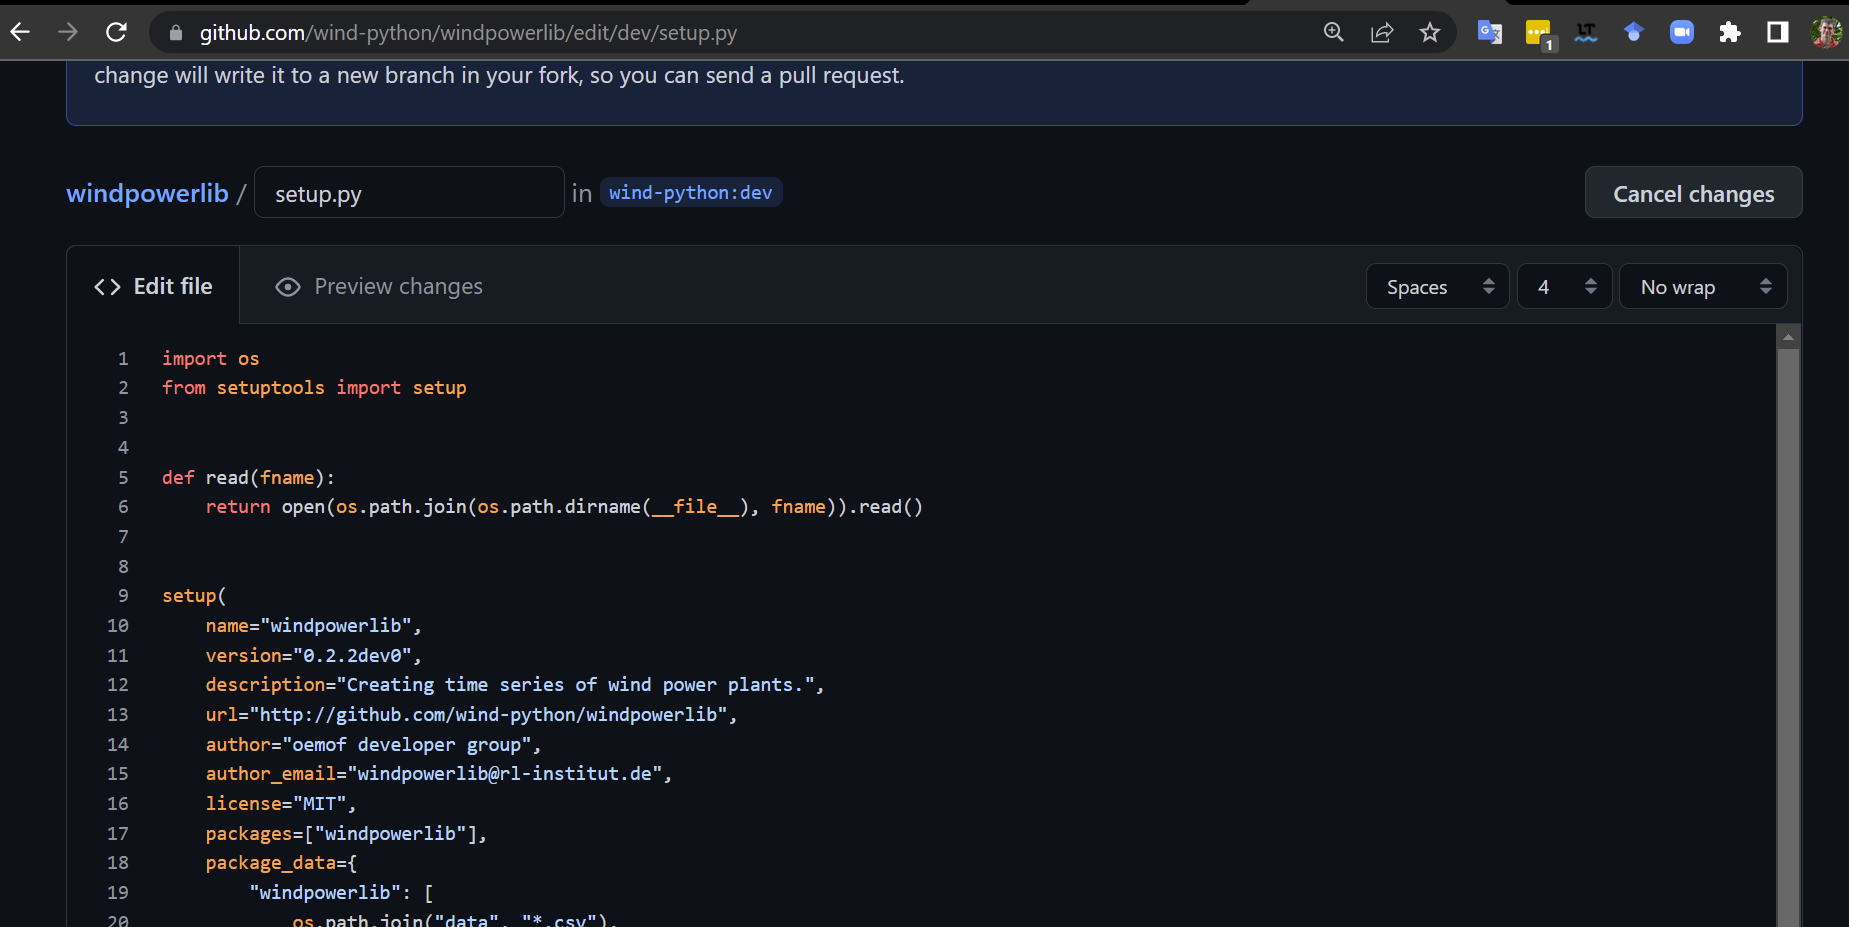 github.com/wind-python/windpowerlib/edit/dev/setup.py
1
change will write it to a new branch in your fork, so you can send a pull request.
windpowerlib / setup.py in wind-python:dev Cancel changes
Edit file Preview changes Spaces 4 No wrap
1 import os
2 from setuptools import setup
3
4
5 def read(fname):
6     return open(os.path.join(os.path.dirname(__file__), fname)).read()
7
8
9 setup(
10     name="windpowerlib",
11     version="0.2.2dev0",
12     description="Creating time series of wind power plants.",
13     url="http://github.com/wind-python/windpowerlib",
14     author="oemof developer group",
15     author_email="windpowerlib@rl-institut.de",
16     license="MIT",
17     packages=["windpowerlib"],
18     package_data={
19         "windpowerlib": [
20             os.path.join("data", "*.csv"),